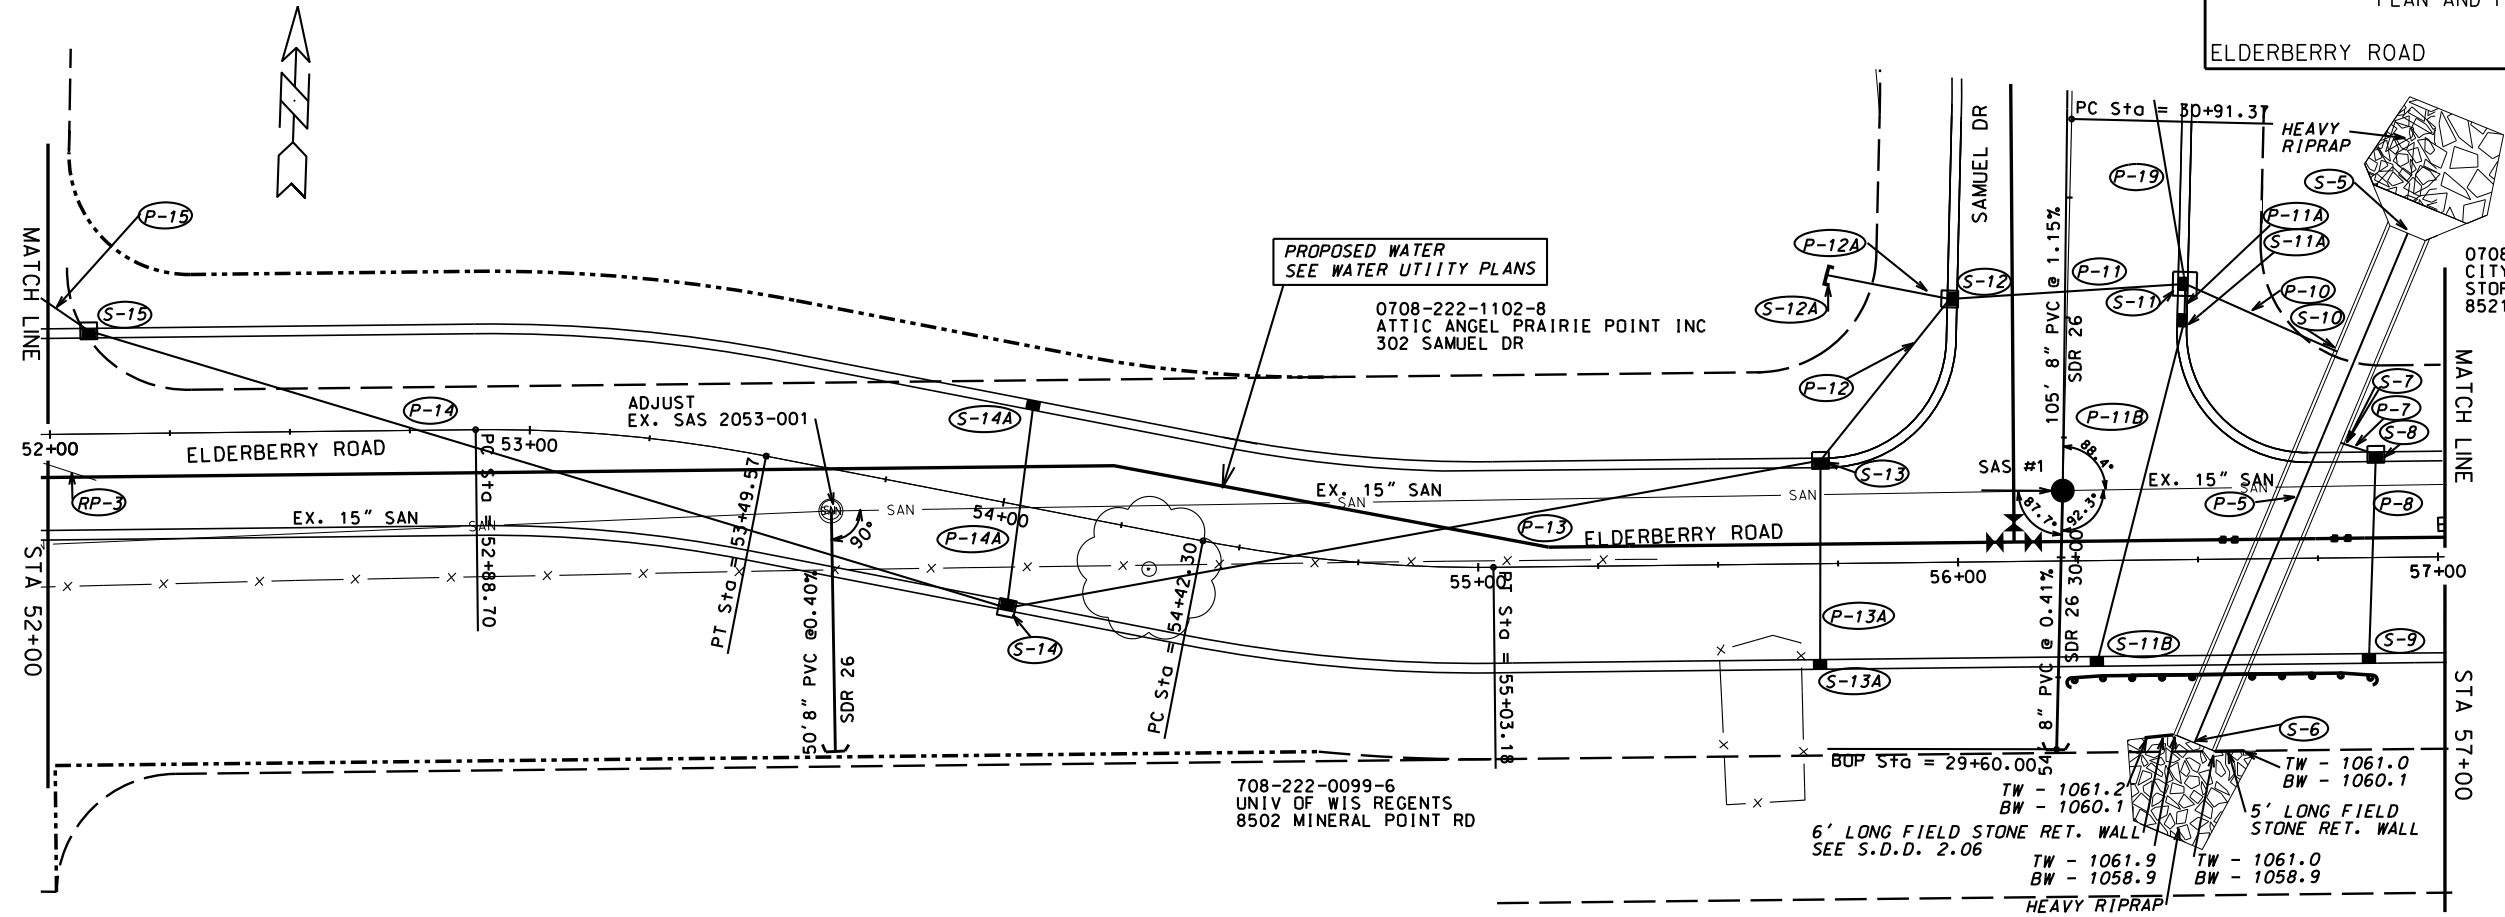 ELDERBERRY ROAD
PC Sta = 30+91.37
HEAVY
RIPRAP
SAMUEL DR
P-19
S-5
P-15
P-11A
S-11A
MATCH LINE
STA 52+00
105' 8" PVC @ 1.15%
SDR 26
PROPOSED WATER
SEE WATER UTIITY PLANS
P-12A
S-12
P-11
S-11
P-10
S-10
S-12A
S-15
0708-222-1102-8
ATTIC ANGEL PRAIRIE POINT INC
302 SAMUEL DR
P-12
P-11B
S-7
P-7
S-8
MATCH LINE
STA 57+00
P-14
ADJUST
EX. SAS 2053-001
S-14A
52+00
ELDERBERRY ROAD
53+00
PC Sta = 52+88.70
PT Sta = 53+49.57
RP-3
EX. 15" SAN
SAN
SAN
SAN
90°
54+00
P-14A
EX. 15" SAN
SAN
SAN
S-13
SAS #1
88.4°
87.7°
92.3°
EX. 15" SAN
SAN
P-5
P-8
P-13
ELDERBERRY ROAD
55+00
56+00
30+00
57+00
50' 8" PVC @0.40%
SDR 26
S-14
PC Sta = 54+42.30
PT Sta = 55+03.18
P-13A
S-13A
54' 8" PVC @ 0.41%
SDR 26
S-11B
S-9
S-6
BOP Sta = 29+60.00
708-222-0099-6
UNIV OF WIS REGENTS
8502 MINERAL POINT RD
TW - 1061.0
BW - 1060.1
TW - 1061.2
BW - 1060.1
5' LONG FIELD
STONE RET. WALL
6' LONG FIELD STONE RET. WALL
SEE S.D.D. 2.06
TW - 1061.9
BW - 1058.9
TW - 1061.0
BW - 1058.9
HEAVY RIPRAP